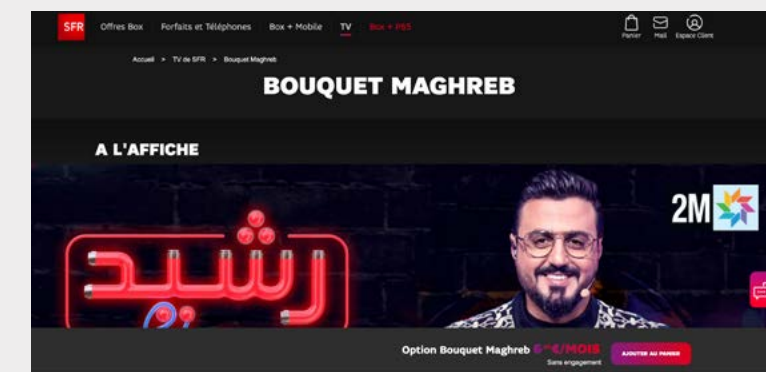 SFR Offres Box Forfaits et Téléphones Box + Mobile TV Box + PS5
Panier Mail Espace Client
Accueil > TV de SFR > Bouquet Maghreb
BOUQUET MAGHREB
A L'AFFICHE
2M
رشيد
Option Bouquet Maghreb €/MOIS
Sans engagement
AJOUTER AU PANIER